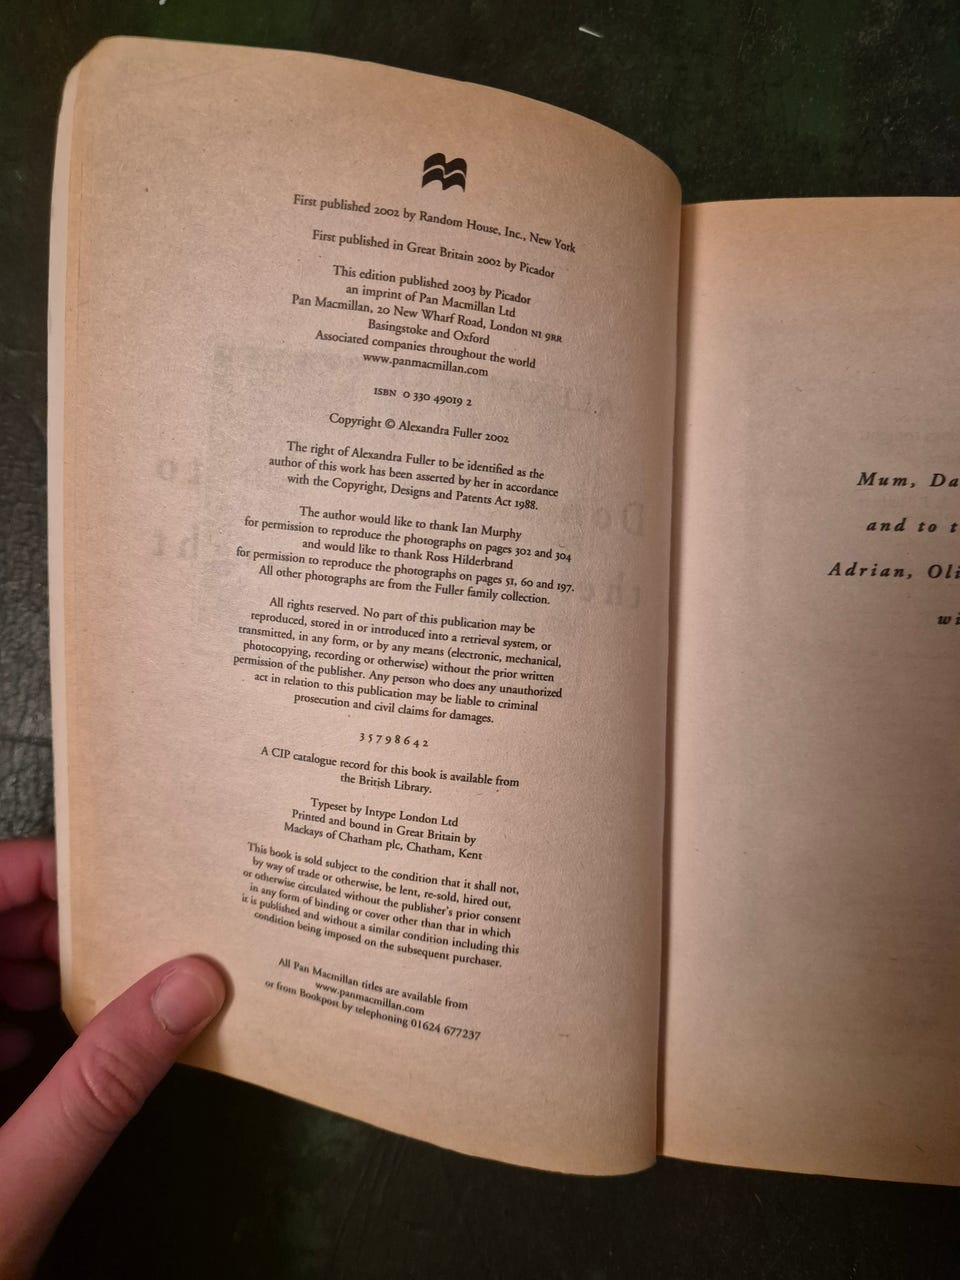 First published 2002 by Random House, Inc., New York
First published in Great Britain 2002 by Picador
This edition published 2003 by Picador
an imprint of Pan Macmillan Ltd
Pan Macmillan, 20 New Wharf Road, London N1 9RR
Basingstoke and Oxford
Associated companies throughout the world
www.panmacmillan.com
ISBN 0 330 49019 2
Copyright © Alexandra Fuller 2002
The right of Alexandra Fuller to be identified as the
author of this work has been asserted by her in accordance
with the Copyright, Designs and Patents Act 1988.
The author would like to thank Ian Murphy
for permission to reproduce the photographs on pages 302 and 304
and would like to thank Ross Hilderbrand
for permission to reproduce the photographs on pages 51, 60 and 197.
All other photographs are from the Fuller family collection.
All rights reserved. No part of this publication may be
reproduced, stored in or introduced into a retrieval system, or
transmitted, in any form, or by any means (electronic, mechanical,
photocopying, recording or otherwise) without the prior written
permission of the publisher. Any person who does any unauthorized
act in relation to this publication may be liable to criminal
prosecution and civil claims for damages.
3 5 7 9 8 6 4 2
A CIP catalogue record for this book is available from
the British Library.
Typeset by Intype London Ltd
Printed and bound in Great Britain by
Mackays of Chatham plc, Chatham, Kent
This book is sold subject to the condition that it shall not,
by way of trade or otherwise, be lent, re-sold, hired out,
or otherwise circulated without the publisher's prior consent
in any form of binding or cover other than that in which
it is published and without a similar condition including this
condition being imposed on the subsequent purchaser.
All Pan Macmillan titles are available from
www.panmacmillan.com
or from Bookpost by telephoning 01624 677237
Mum, Da
and to t
Adrian, Oli
wi